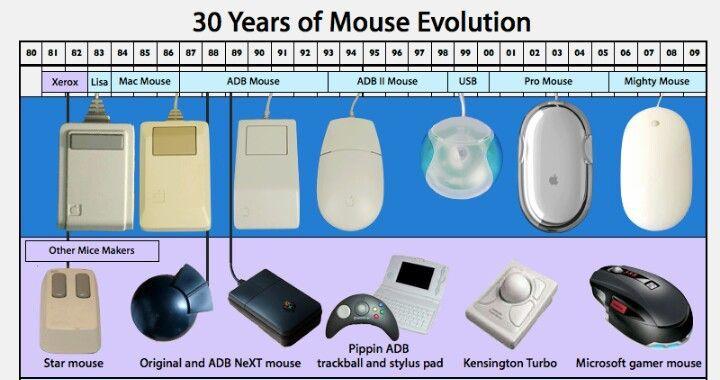 30 Years of Mouse Evolution
80 81 82 83 84 85 86 87 88 89 90 91 92 93 94 95 96 97 98 99 00 01 02 03 04 05 06 07 08 09
Xerox Lisa Mac Mouse ADB Mouse ADB II Mouse USB Pro Mouse Mighty Mouse
Other Mice Makers
Star mouse
Original and ADB NeXT mouse
Pippin ADB
trackball and stylus pad
Kensington Turbo
Microsoft gamer mouse